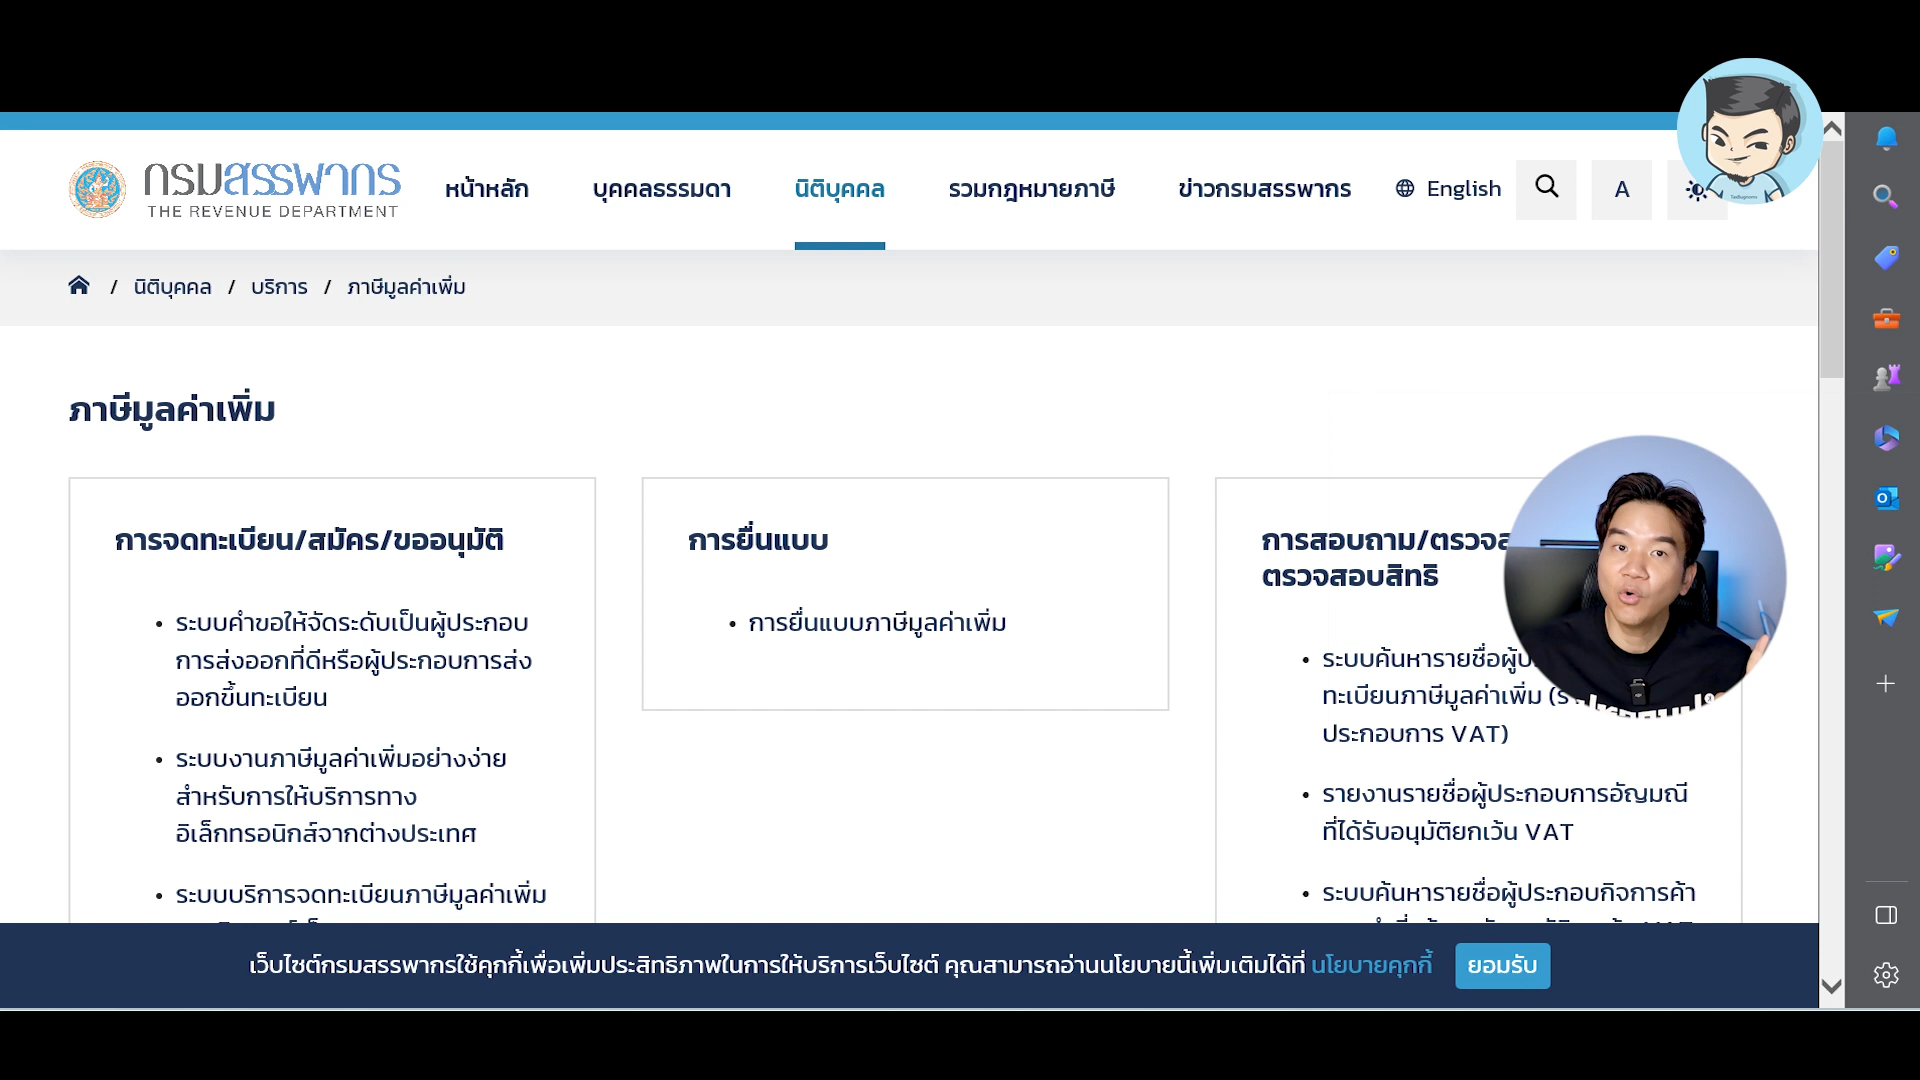 กรมสรรพากร
THE REVENUE DEPARTMENT
หน้าหลัก
บุคคลธรรมดา
นิติบุคคล
รวมกฎหมายภาษี
ข่าวกรมสรรพากร
English
A
/ นิติบุคคล / บริการ / ภาษีมูลค่าเพิ่ม
ภาษีมูลค่าเพิ่ม
การจดทะเบียน/สมัคร/ขออนุมัติ
• ระบบคำขอให้จัดระดับเป็นผู้ประกอบ
การส่งออกที่ดีหรือผู้ประกอบการส่ง
ออกขึ้นทะเบียน
• ระบบงานภาษีมูลค่าเพิ่มอย่างง่าย
สำหรับการให้บริการทาง
อิเล็กทรอนิกส์จากต่างประเทศ
• ระบบบริการจดทะเบียนภาษีมูลค่าเพิ่ม
การยื่นแบบ
• การยื่นแบบภาษีมูลค่าเพิ่ม
การสอบถาม/
ตรวจสอบสิทธิ
• ระบบค้นหารายชื่อ
ทะเบียนภาษีมูลค่าเพิ่ม
ประกอบการ VAT)
• รายงานรายชื่อผู้ประกอบการอัญมณี
ที่ได้รับอนุมัติยกเว้น VAT
• ระบบค้นหารายชื่อผู้ประกอบกิจการค้า
เว็บไซต์กรมสรรพากรใช้คุกกี้เพื่อเพิ่มประสิทธิภาพในการให้บริการเว็บไซต์ คุณสามารถอ่านนโยบายนี้เพิ่มเติมได้ที่ นโยบายคุกกี้
ยอมรับ